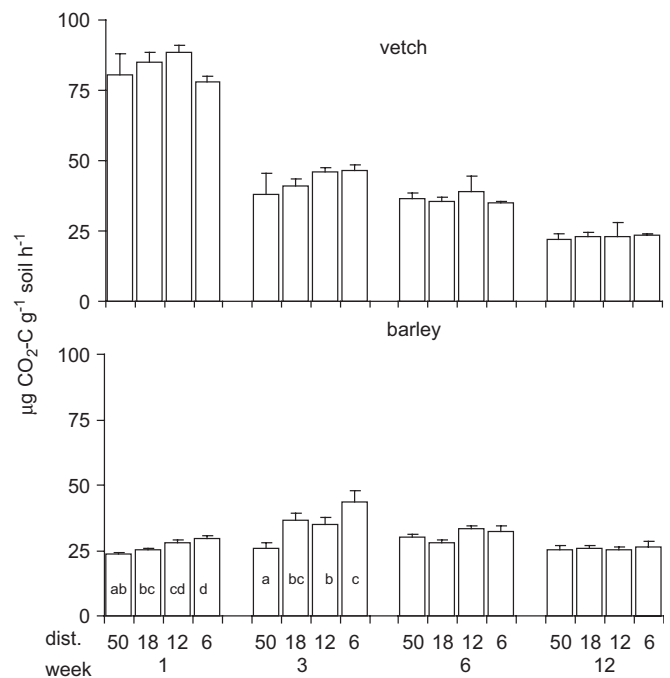 100
vetch
75
50
25
0
barley
100
75
50
25
0
µg CO₂-C g⁻¹ soil h⁻¹
ab bc cd d a bc b c
dist. 50 18 12 6 50 18 12 6 50 18 12 6 50 18 12 6
week 1 3 6 12